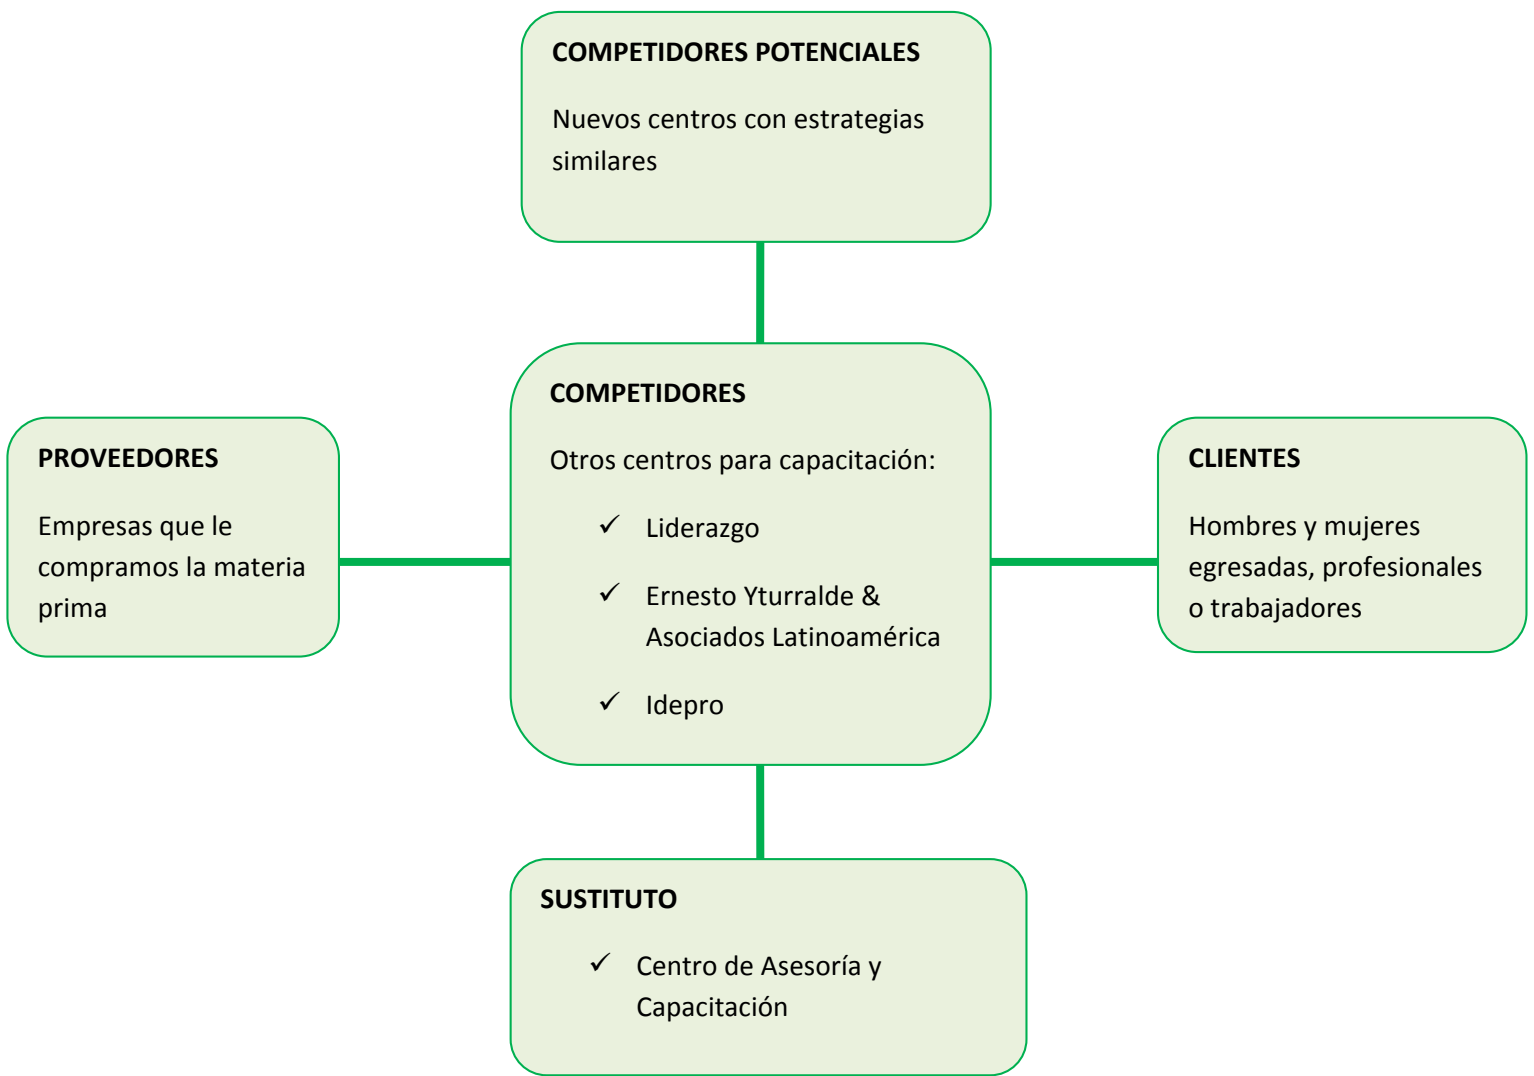 COMPETIDORES POTENCIALES
Nuevos centros con estrategias
similares
COMPETIDORES
Otros centros para capacitación:
✓ Liderazgo
✓ Ernesto Yturralde &
Asociados Latinoamérica
✓ Idepro
PROVEEDORES
Empresas que le
compramos la materia
prima
CLIENTES
Hombres y mujeres
egresadas, profesionales
o trabajadores
SUSTITUTO
✓ Centro de Asesoría y
Capacitación